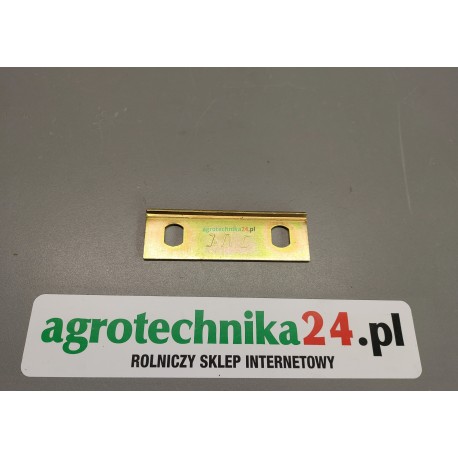 agrotechnika24.pl
agrotechnika24.pl
ROLNICZY SKLEP INTERNETOWY